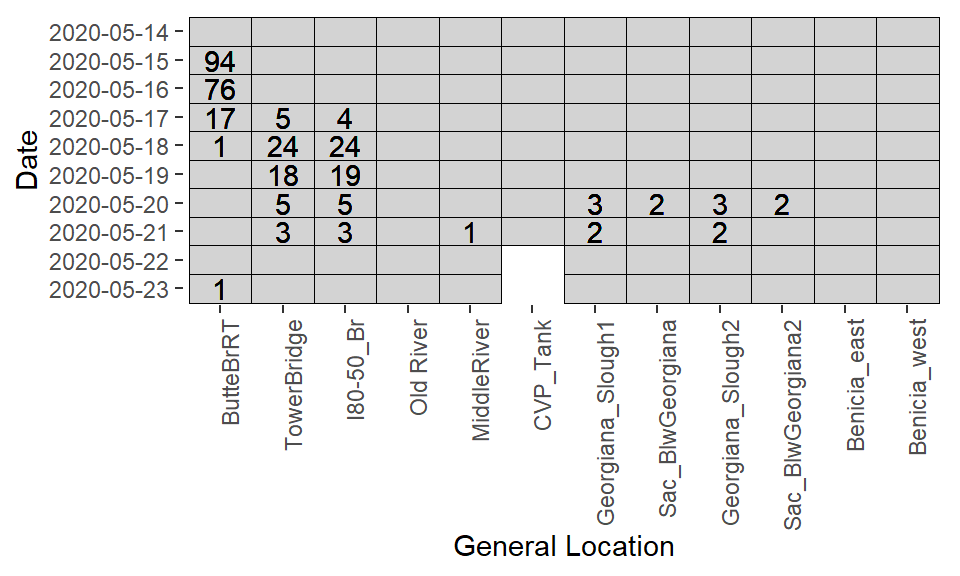 Date
2020-05-14
2020-05-15 94
2020-05-16 76
2020-05-17 17 5 4
2020-05-18 1 24 24
2020-05-19 18 19
2020-05-20 5 5 3 2 3 2
2020-05-21 3 3 1 2 2
2020-05-22
2020-05-23 1
ButteBrRT
TowerBridge
I80-50_Br
Old River
MiddleRiver
CVP_Tank
Georgiana_Slough1
Sac_BlwGeorgiana
Georgiana_Slough2
Sac_BlwGeorgiana2
Benicia_east
Benicia_west
General Location